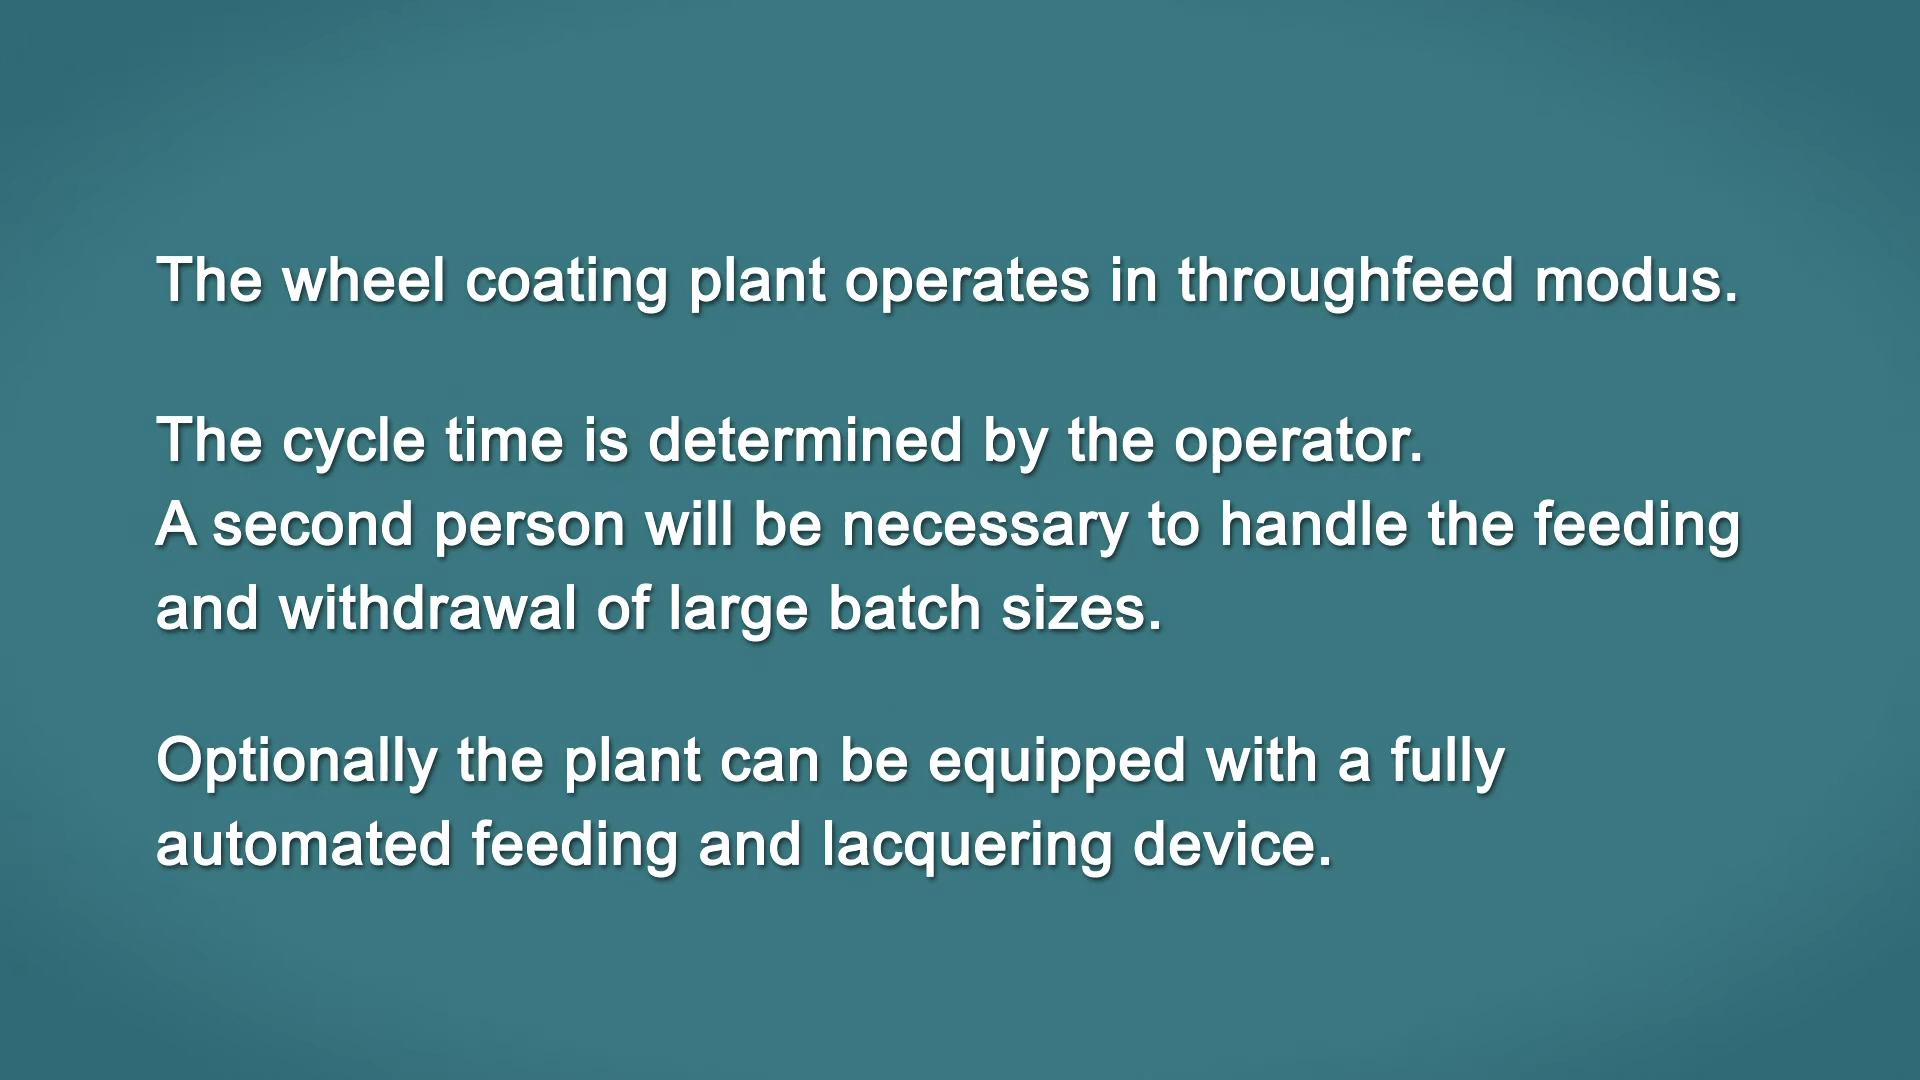 The wheel coating plant operates in throughfeed modus.
The cycle time is determined by the operator.
A second person will be necessary to handle the feeding
and withdrawal of large batch sizes.
Optionally the plant can be equipped with a fully
automated feeding and lacquering device.